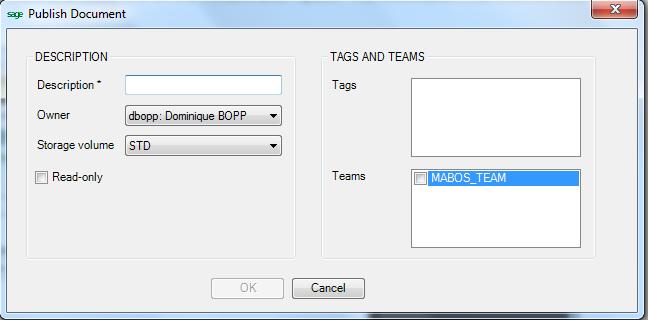 sage Publish Document
DESCRIPTION
Description *
Owner
dbopp: Dominique BOPP
Storage volume
STD
Read-only
TAGS AND TEAMS
Tags
Teams
MABOS_TEAM
OK
Cancel